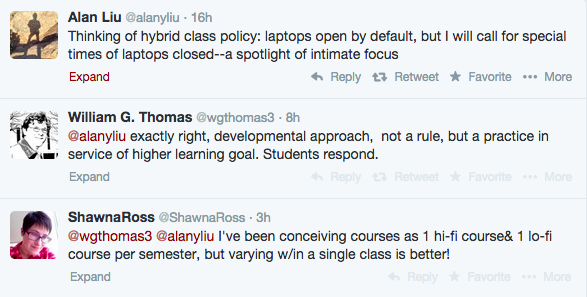 Alan Liu @alanyliu · 16h
Thinking of hybrid class policy: laptops open by default, but I will call for special
times of laptops closed--a spotlight of intimate focus
Expand Reply Retweet Favorite More
William G. Thomas @wgthomas3 · 8h
@alanyliu exactly right, developmental approach, not a rule, but a practice in
service of higher learning goal. Students respond.
Expand Reply Retweet Favorite More
ShawnaRoss @ShawnaRoss · 3h
@wgthomas3 @alanyliu I've been conceiving courses as 1 hi-fi course& 1 lo-fi
course per semester, but varying w/in a single class is better!
Expand Reply Retweet Favorite More